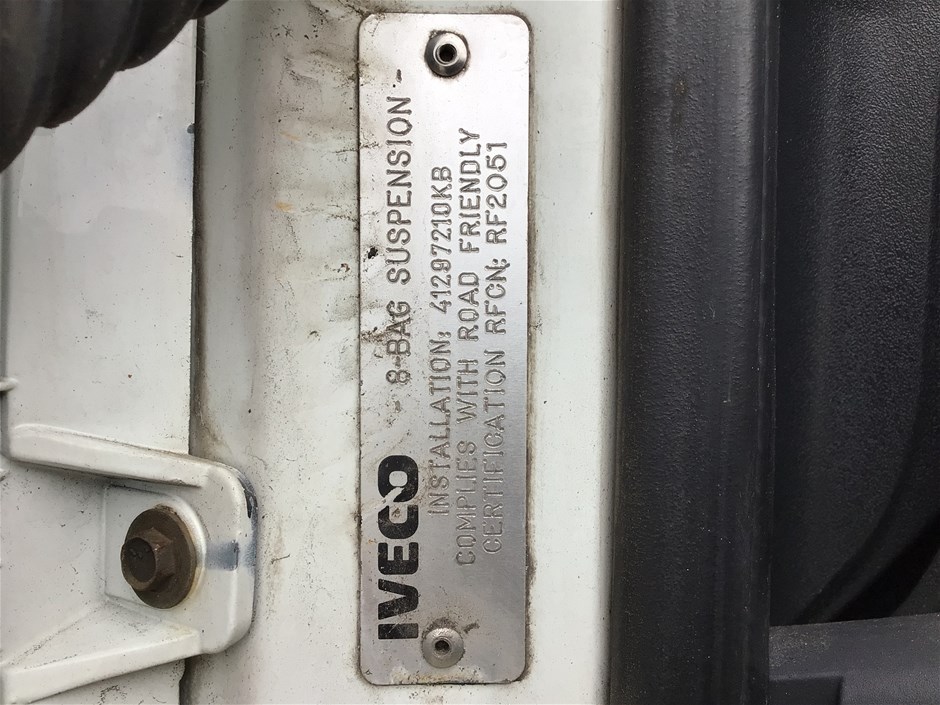 IVECO - 8-BAG SUSPENSION -
INSTALLATION: 41297210KB
COMPLIES WITH ROAD FRIENDLY
CERTIFICATION RFCN: RF2051